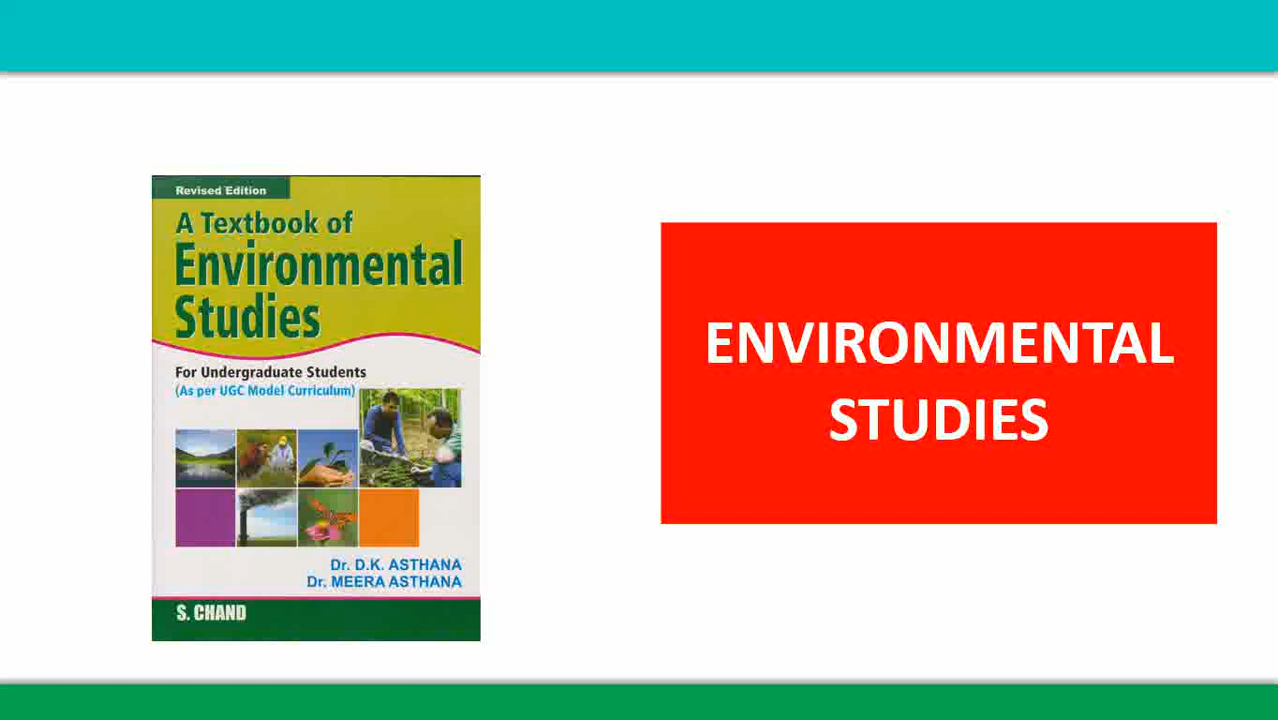 Revised Edition
A Textbook of
Environmental
Studies
For Undergraduate Students
(As per UGC Model Curriculum)
Dr. D.K. ASTHANA
Dr. MEERA ASTHANA
S. CHAND
ENVIRONMENTAL
STUDIES